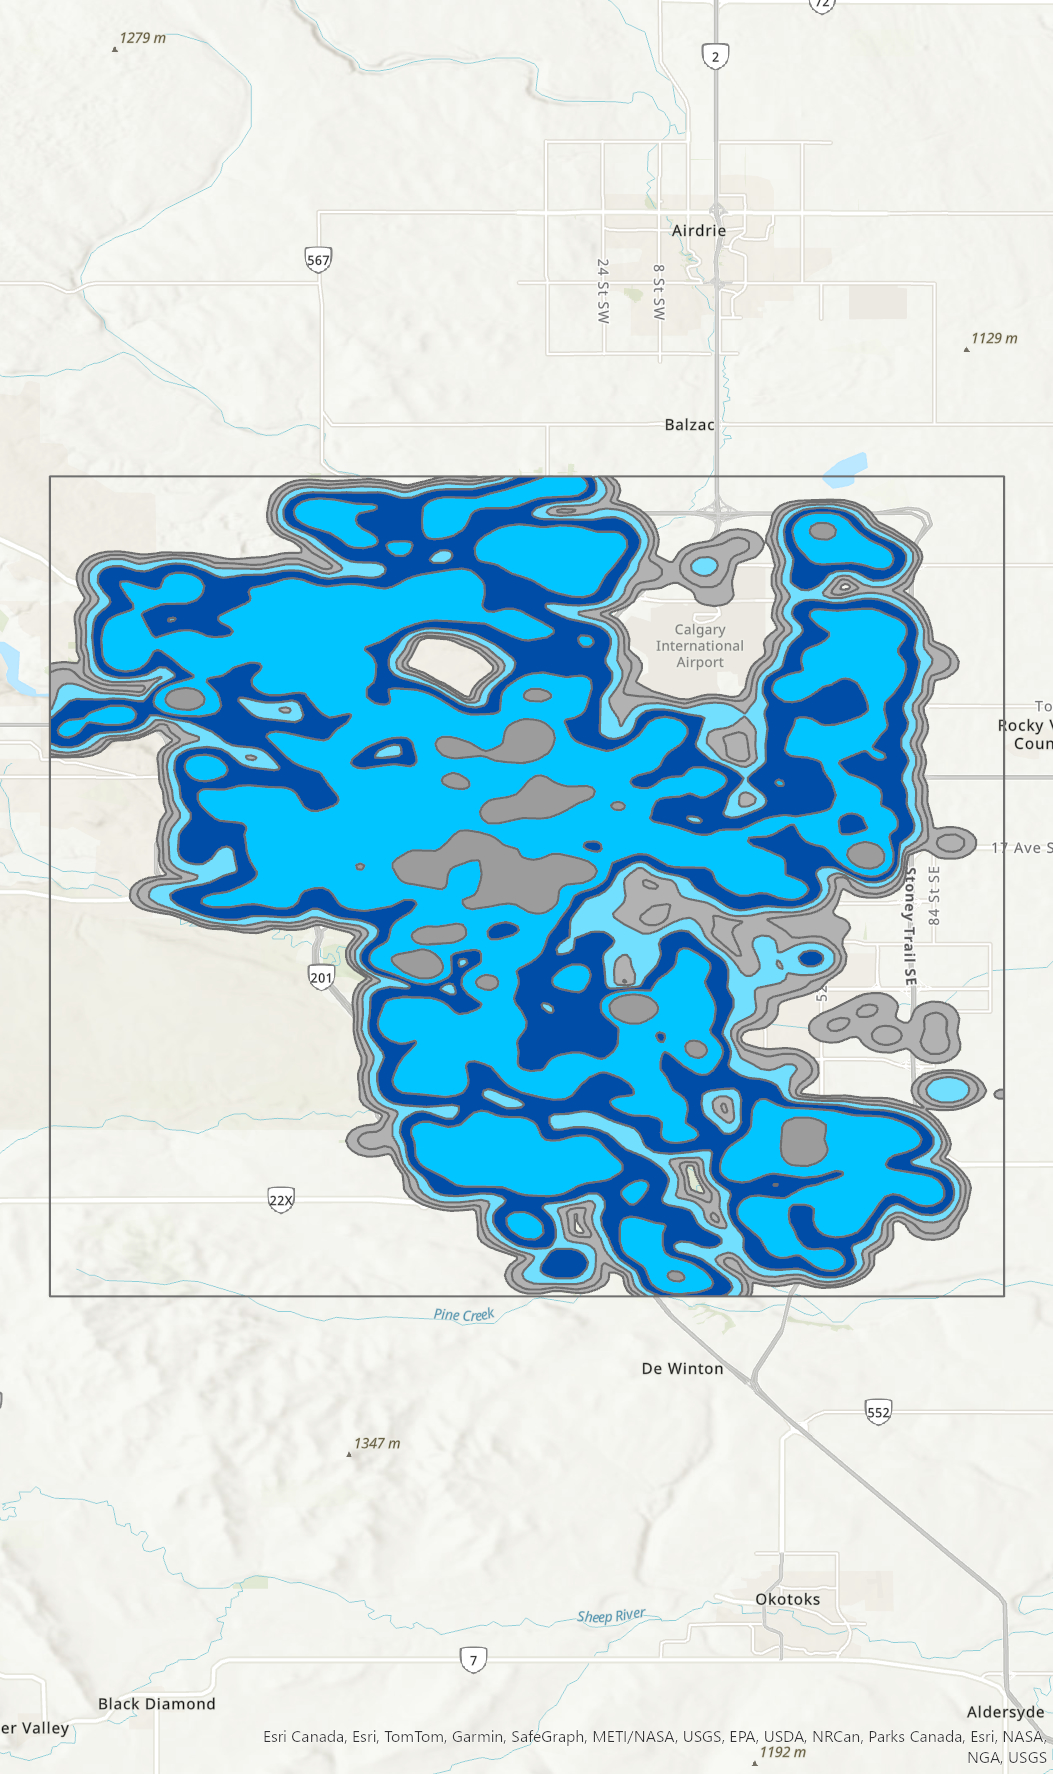 72
1279 m
2
Airdrie
567
24 St SW
8 St SW
1129 m
Balzac
Calgary
International
Airport
To
Rocky V
Coun
17 Ave S
Stoney Trail SE
84 St SE
52
201
22X
Pine Creek
De Winton
552
1347 m
Okotoks
Sheep River
7
Black Diamond
er Valley
Aldersyde
Esri Canada, Esri, TomTom, Garmin, SafeGraph, METI/NASA, USGS, EPA, USDA, NRCan, Parks Canada, Esri, NASA,
NGA, USGS
1192 m